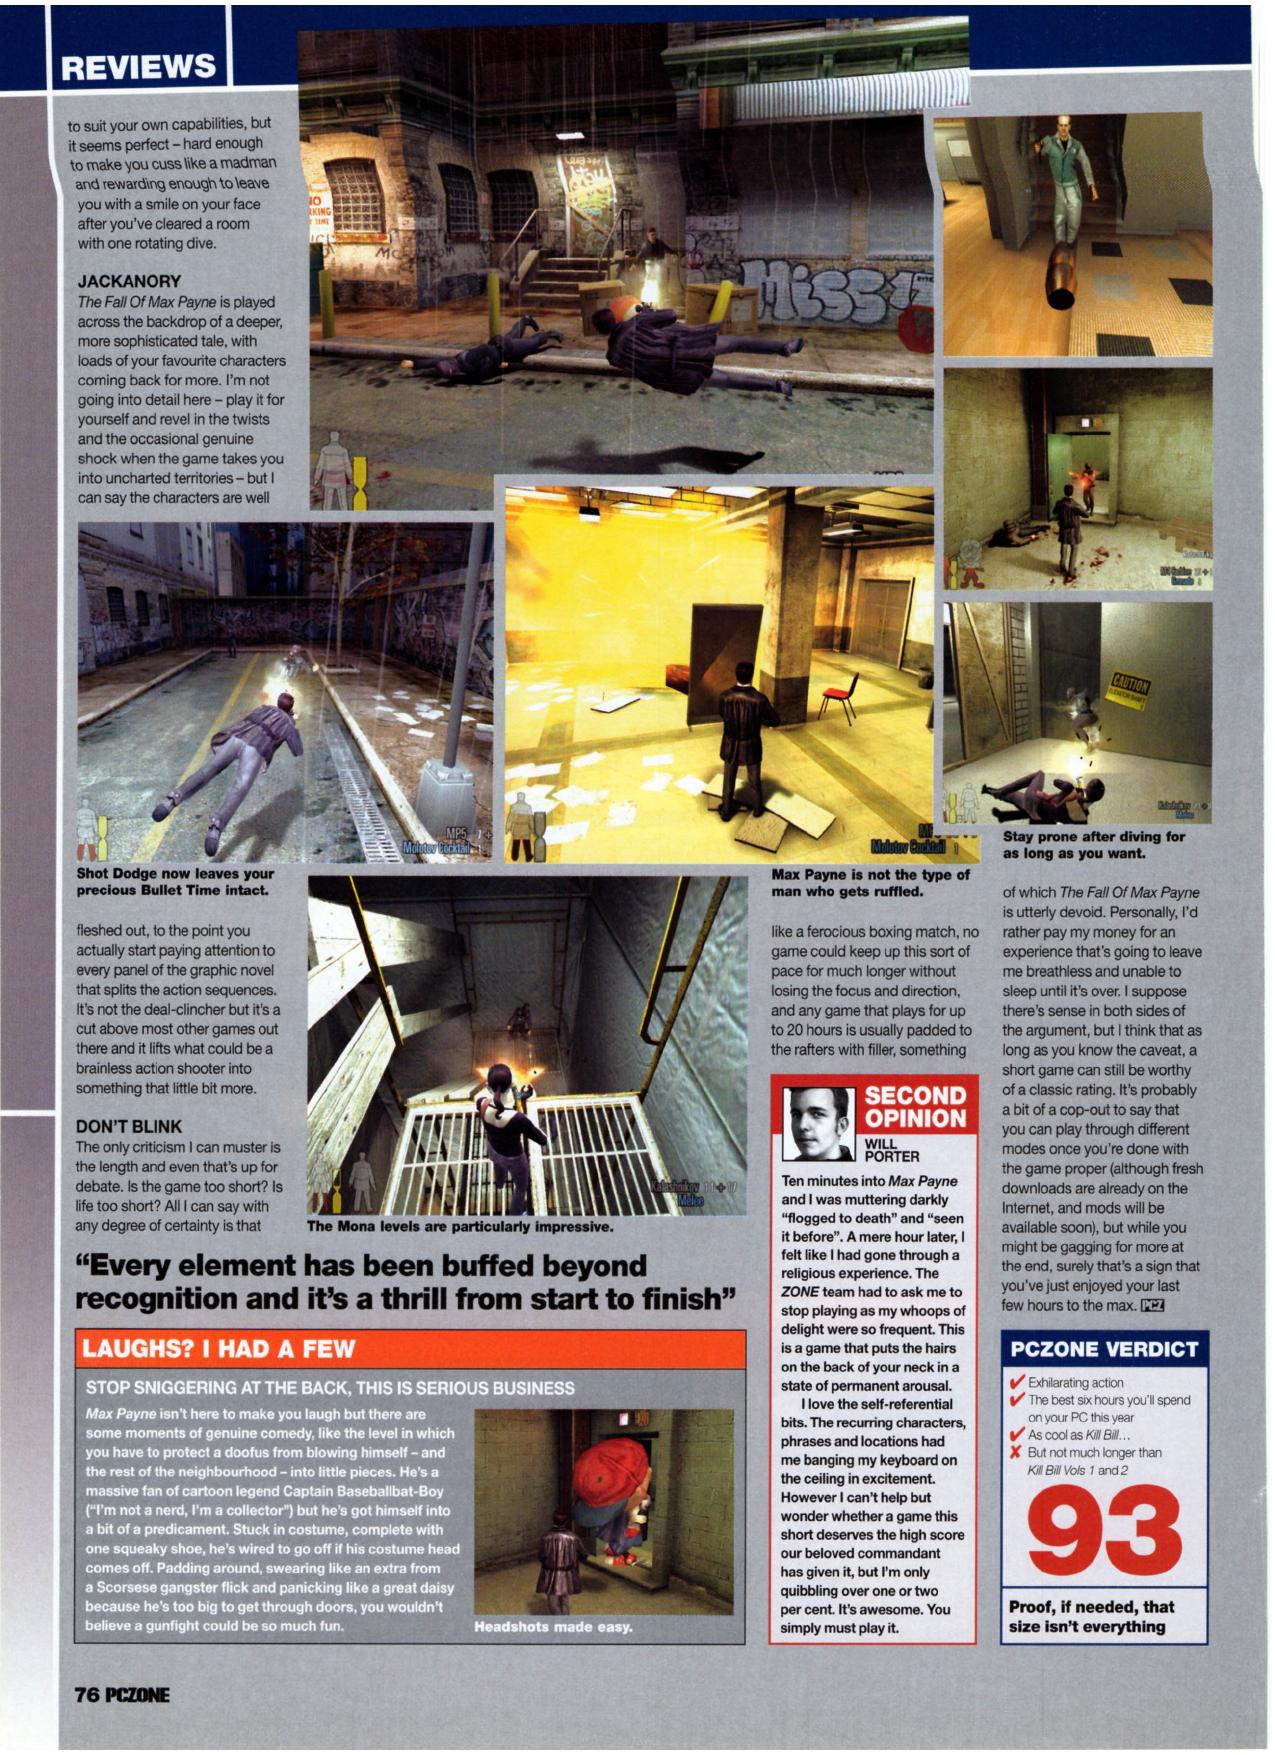 REVIEWS
to suit your own capabilities, but
it seems perfect – hard enough
to make you cuss like a madman
and rewarding enough to leave
you with a smile on your face
after you've cleared a room
with one rotating dive.
JACKANORY
The Fall Of Max Payne is played
across the backdrop of a deeper,
more sophisticated tale, with
loads of your favourite characters
coming back for more. I'm not
going into detail here – play it for
yourself and revel in the twists
and the occasional genuine
shock when the game takes you
into uncharted territories – but I
can say the characters are well
MP5 7 +
Molotov Cocktail 1
Shot Dodge now leaves your
precious Bullet Time intact.
Molotov Cocktail 1
Max Payne is not the type of
man who gets ruffled.
CAUTION
Kalashnikov
Melee
Stay prone after diving for
as long as you want.
fleshed out, to the point you
actually start paying attention to
every panel of the graphic novel
that splits the action sequences.
It's not the deal-clincher but it's a
cut above most other games out
there and it lifts what could be a
brainless action shooter into
something that little bit more.
DON'T BLINK
The only criticism I can muster is
the length and even that's up for
debate. Is the game too short? Is
life too short? All I can say with
any degree of certainty is that
Kalashnikov 14 + 17
Melee
The Mona levels are particularly impressive.
like a ferocious boxing match, no
game could keep up this sort of
pace for much longer without
losing the focus and direction,
and any game that plays for up
to 20 hours is usually padded to
the rafters with filler, something
of which The Fall Of Max Payne
is utterly devoid. Personally, I'd
rather pay my money for an
experience that's going to leave
me breathless and unable to
sleep until it's over. I suppose
there's sense in both sides of
the argument, but I think that as
long as you know the caveat, a
short game can still be worthy
of a classic rating. It's probably
a bit of a cop-out to say that
you can play through different
modes once you're done with
the game proper (although fresh
downloads are already on the
Internet, and mods will be
available soon), but while you
might be gagging for more at
the end, surely that's a sign that
you've just enjoyed your last
few hours to the max. PCZ
"Every element has been buffed beyond
recognition and it's a thrill from start to finish"
LAUGHS? I HAD A FEW
STOP SNIGGERING AT THE BACK, THIS IS SERIOUS BUSINESS
Max Payne isn't here to make you laugh but there are
some moments of genuine comedy, like the level in which
you have to protect a doofus from blowing himself – and
the rest of the neighbourhood – into little pieces. He's a
massive fan of cartoon legend Captain Baseballbat-Boy
("I'm not a nerd, I'm a collector") but he's got himself into
a bit of a predicament. Stuck in costume, complete with
one squeaky shoe, he's wired to go off if his costume head
comes off. Padding around, swearing like an extra from
a Scorsese gangster flick and panicking like a great daisy
because he's too big to get through doors, you wouldn't
believe a gunfight could be so much fun.
Headshots made easy.
SECOND
OPINION
WILL
PORTER
Ten minutes into Max Payne
and I was muttering darkly
"flogged to death" and "seen
it before". A mere hour later, I
felt like I had gone through a
religious experience. The
ZONE team had to ask me to
stop playing as my whoops of
delight were so frequent. This
is a game that puts the hairs
on the back of your neck in a
state of permanent arousal.
I love the self-referential
bits. The recurring characters,
phrases and locations had
me banging my keyboard on
the ceiling in excitement.
However I can't help but
wonder whether a game this
short deserves the high score
our beloved commandant
has given it, but I'm only
quibbling over one or two
per cent. It's awesome. You
simply must play it.
PCZONE VERDICT
✓ Exhilarating action
✓ The best six hours you'll spend
on your PC this year
✓ As cool as Kill Bill...
✗ But not much longer than
Kill Bill Vols 1 and 2
93
Proof, if needed, that
size isn't everything
76 PCZONE